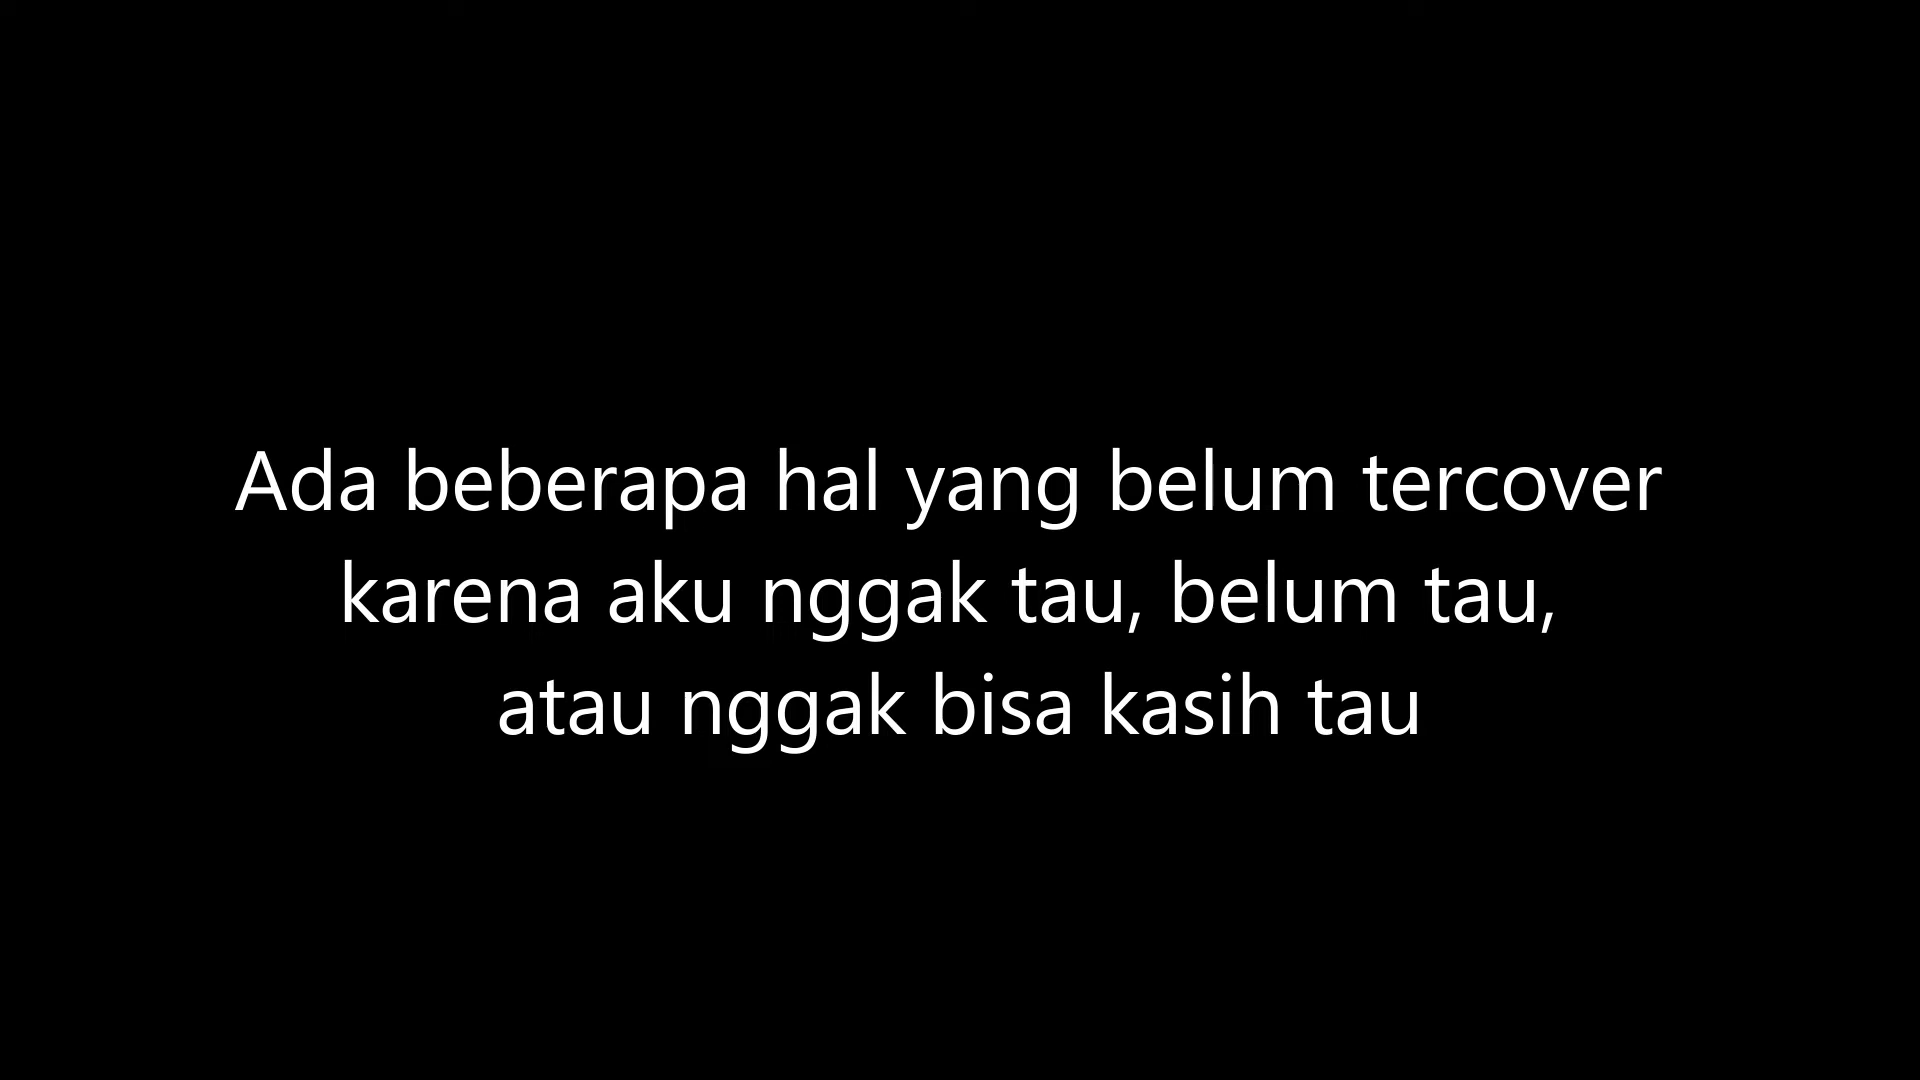 Ada beberapa hal yang belum tercover
karena aku nggak tau, belum tau,
atau nggak bisa kasih tau